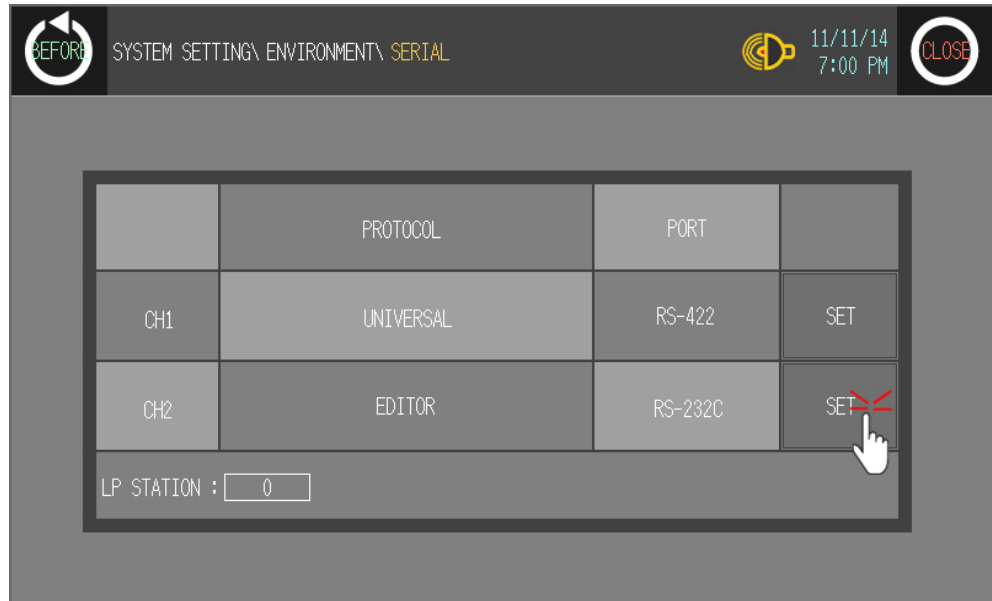 BEFORE
SYSTEM SETTING\ ENVIRONMENT\ SERIAL
11/11/14
7:00 PM
CLOSE
PROTOCOL PORT
CH1 UNIVERSAL RS-422 SET
CH2 EDITOR RS-232C SET
LP STATION : 0